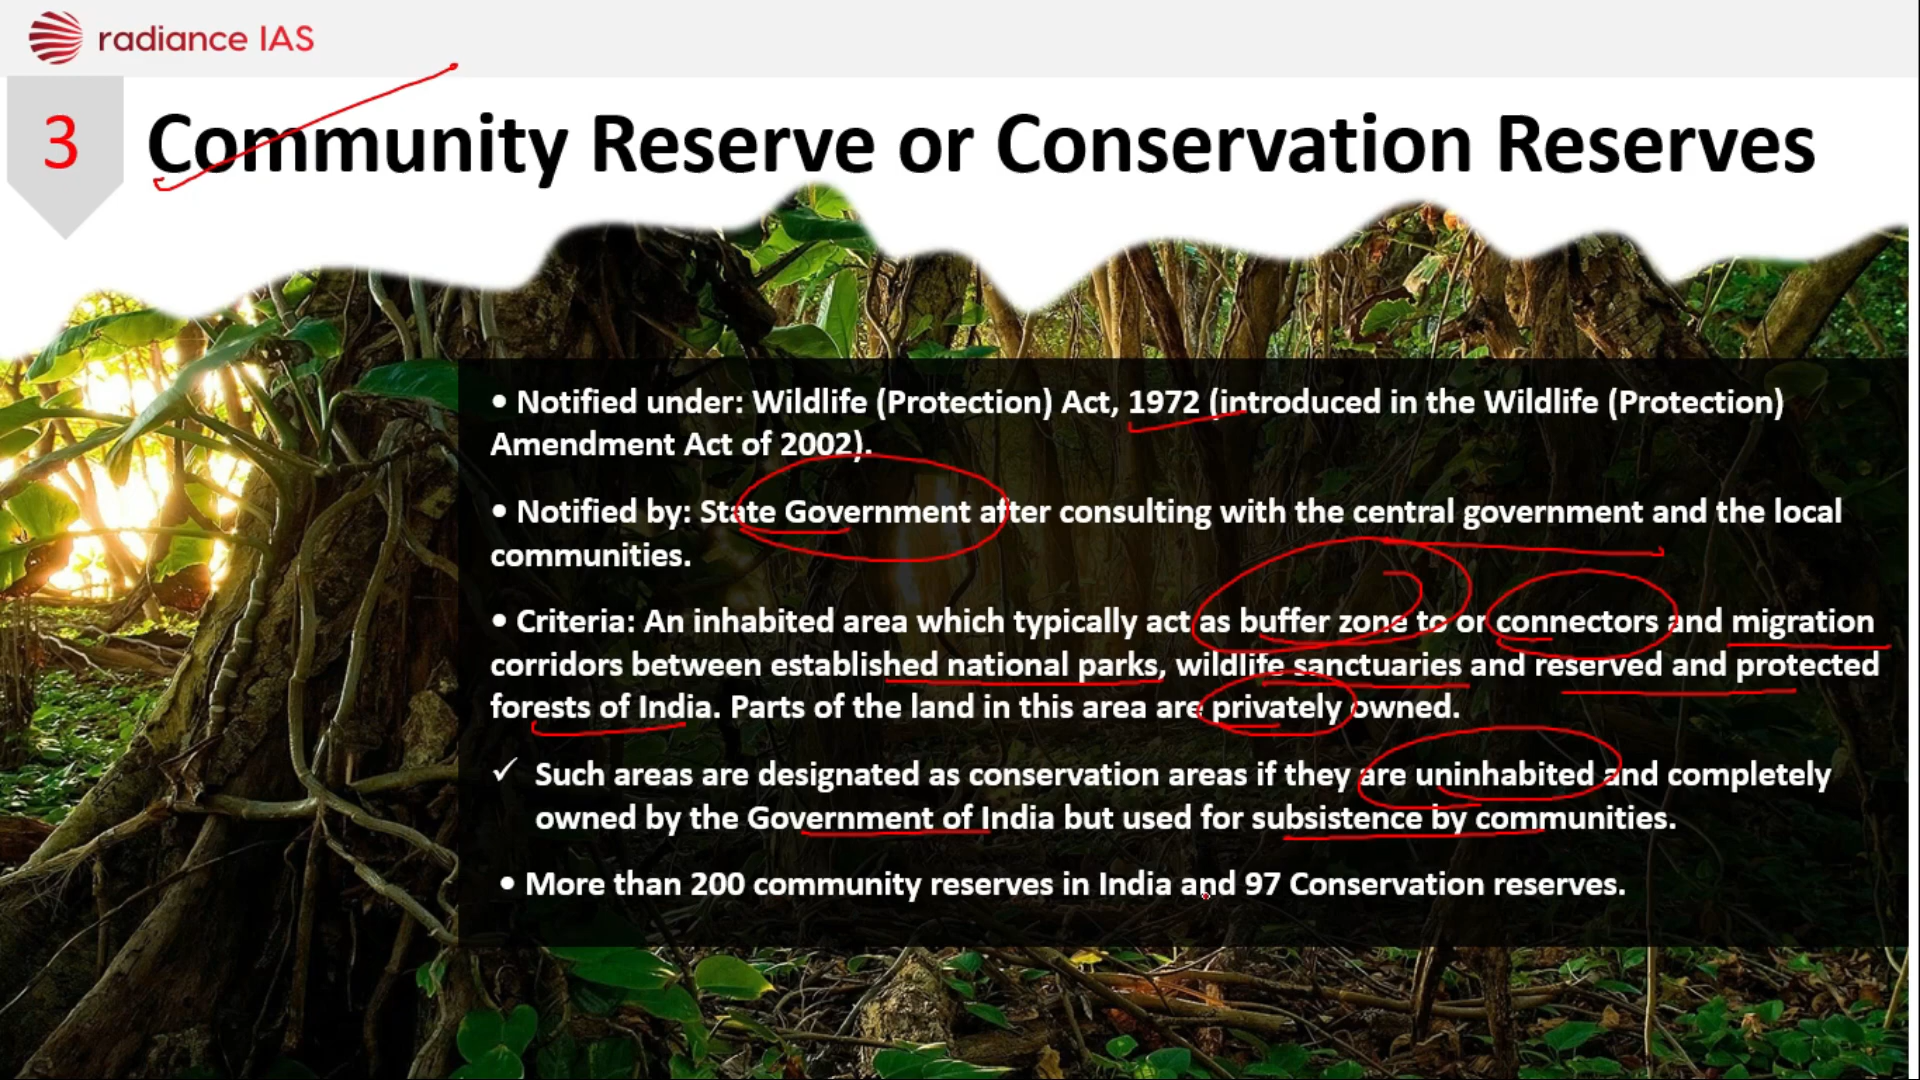 radiance IAS
3
Community Reserve or Conservation Reserves
• Notified under: Wildlife (Protection) Act, 1972 (introduced in the Wildlife (Protection)
Amendment Act of 2002).
• Notified by: State Government after consulting with the central government and the local
communities.
• Criteria: An inhabited area which typically act as buffer zone to or connectors and migration
corridors between established national parks, wildlife sanctuaries and reserved and protected
forests of India. Parts of the land in this area are privately owned.
✓ Such areas are designated as conservation areas if they are uninhabited and completely
owned by the Government of India but used for subsistence by communities.
• More than 200 community reserves in India and 97 Conservation reserves.